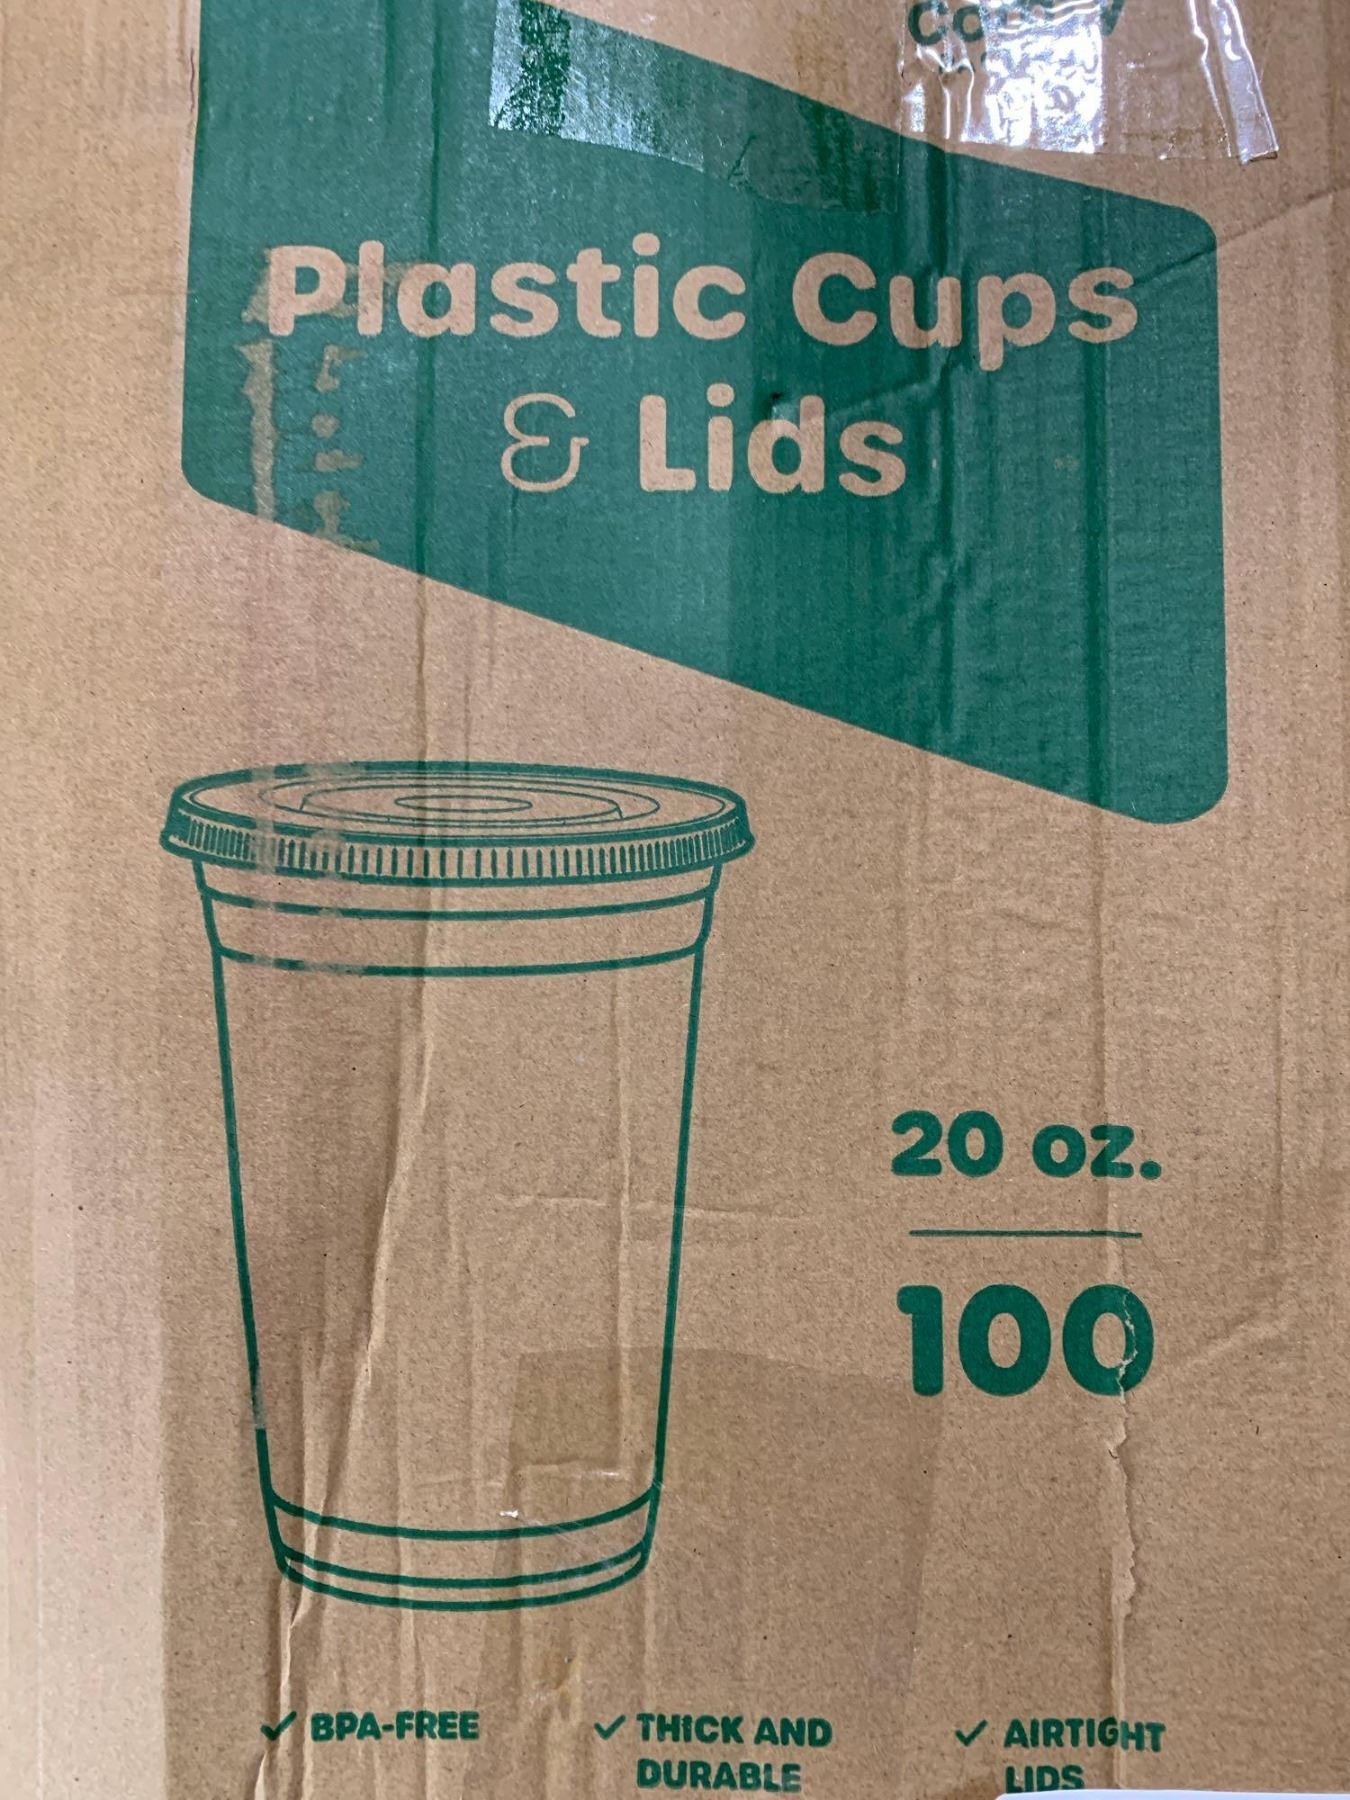 Plastic Cups
& Lids
20 oz.
100
✓ BPA-FREE
✓ THICK AND
DURABLE
✓ AIRTIGHT
LIDS